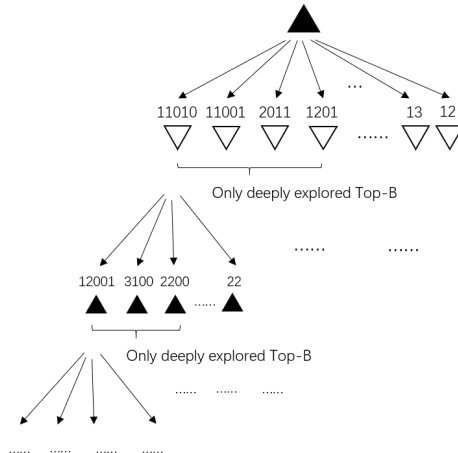 ...
11010 11001 2011 1201 13 12
......
Only deeply explored Top-B
...... ......
12001 3100 2200 22
......
Only deeply explored Top-B
...... ...... ......
...... ...... ...... ......